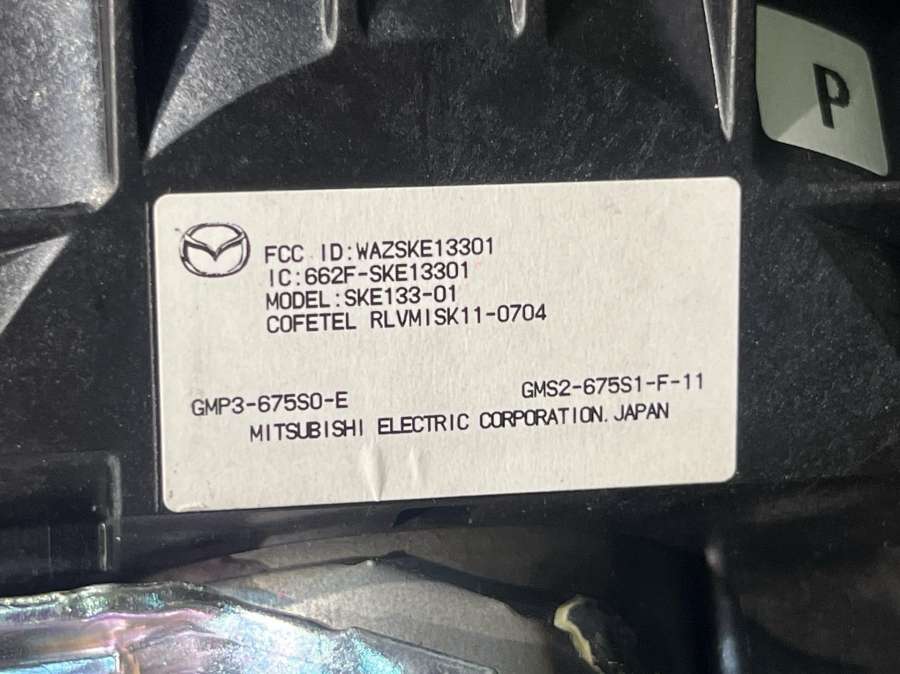 P
FCC ID:WAZSKE13301
IC:662F-SKE13301
MODEL:SKE133-01
COFETEL RLVMISK11-0704
GMP3-675S0-E GMS2-675S1-F-11
MITSUBISHI ELECTRIC CORPORATION.JAPAN